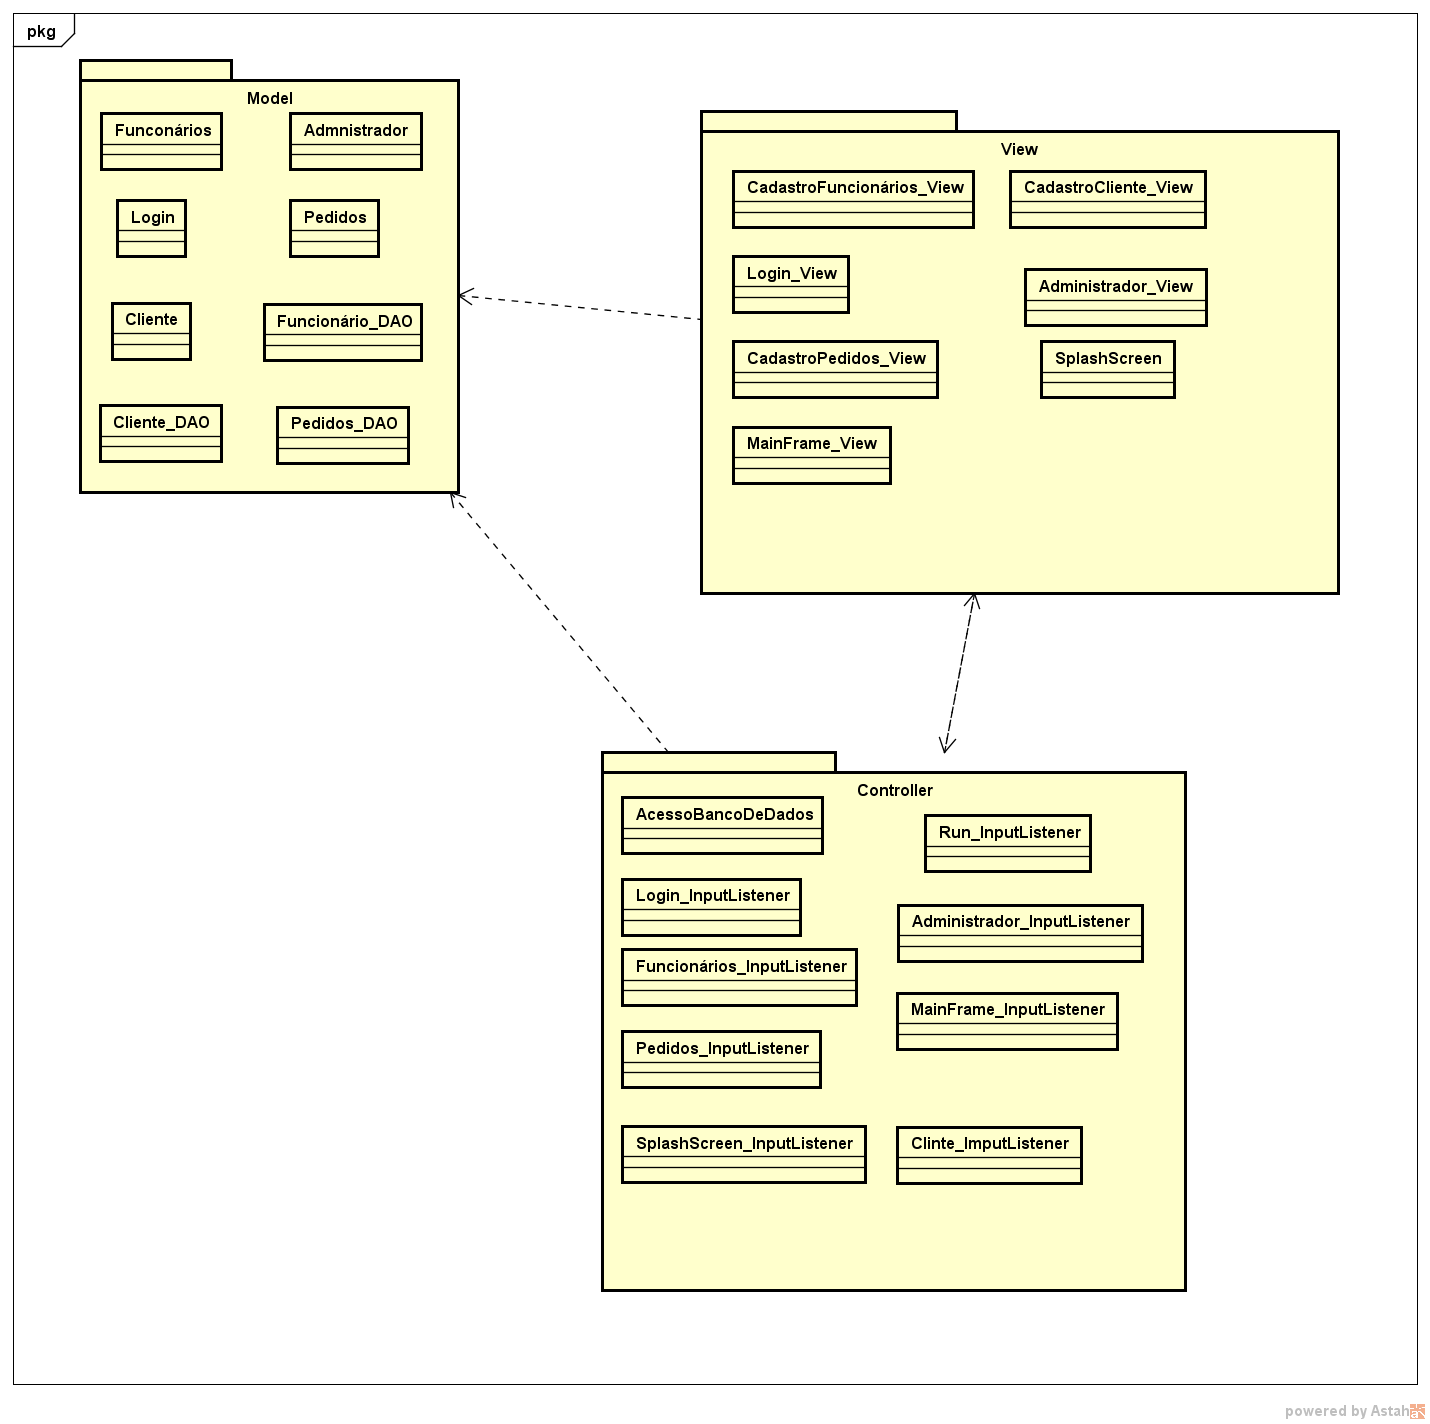 pkg
Model
Funconários
Admnistrador
Login
Pedidos
Cliente
Funcionário_DAO
Cliente_DAO
Pedidos_DAO
View
CadastroFuncionários_View
CadastroCliente_View
Login_View
Administrador_View
CadastroPedidos_View
SplashScreen
MainFrame_View
Controller
AcessoBancoDeDados
Run_InputListener
Login_InputListener
Administrador_InputListener
Funcionários_InputListener
MainFrame_InputListener
Pedidos_InputListener
SplashScreen_InputListener
Clinte_ImputListener
powered by Astah